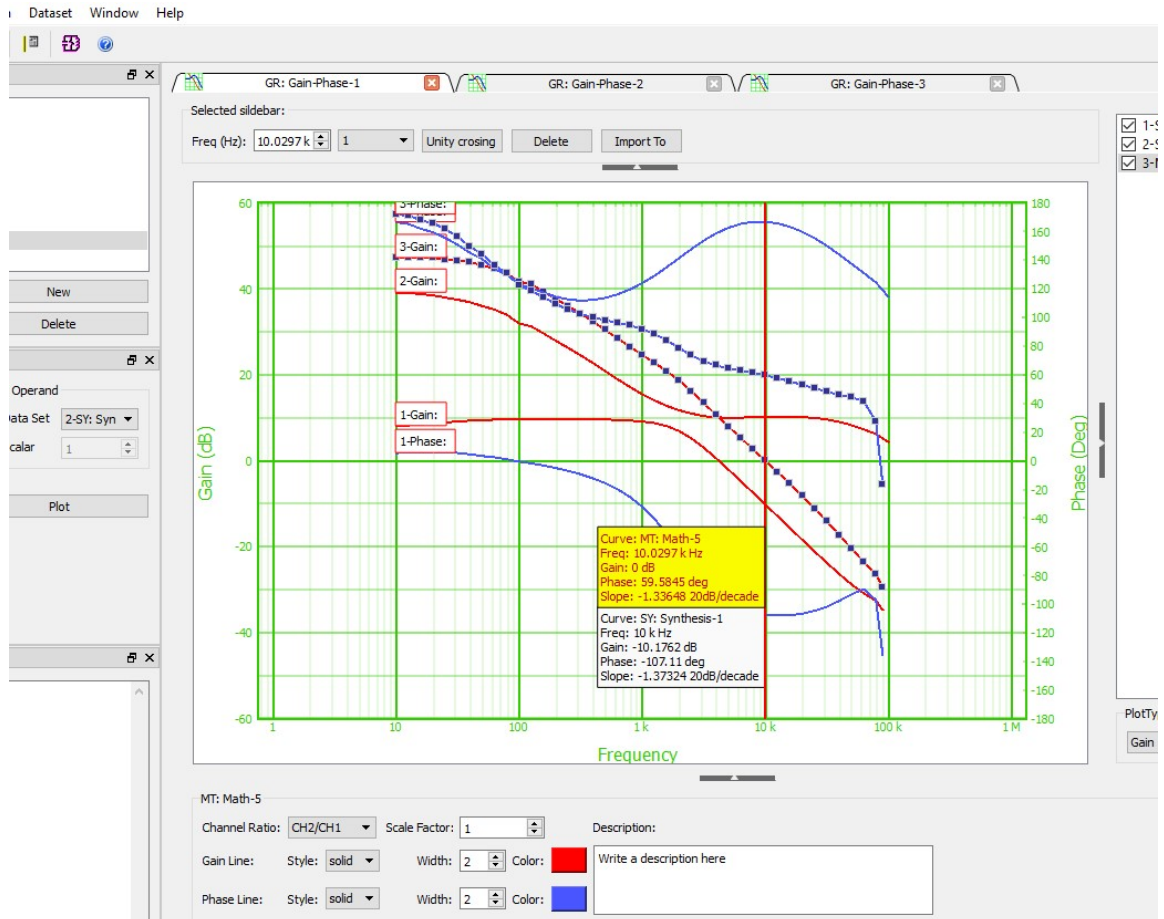 Dataset Window Help
GR: Gain-Phase-1
GR: Gain-Phase-2
GR: Gain-Phase-3
Selected sildebar:
Freq (Hz): 10.0297 k 1 Unity crosing Delete Import To
1-S
2-S
3-
New
Delete
Operand
Data Set 2-SY: Syn
calar 1
Plot
60
40
20
0
-20
-40
-60
Gain (dB)
180
160
140
120
100
80
60
40
20
0
-20
-40
-60
-80
-100
-120
-140
-160
-180
Phase (Deg)
3-Phase:
3-Gain:
2-Gain:
1-Gain:
1-Phase:
Curve: MT: Math-5
Freq: 10.0297 k Hz
Gain: 0 dB
Phase: 59.5845 deg
Slope: -1.33648 20dB/decade
Curve: SY: Synthesis-1
Freq: 10 k Hz
Gain: -10.1762 dB
Phase: -107.11 deg
Slope: -1.37324 20dB/decade
1 10 100 1 k 10 k 100 k 1 M
Frequency
PlotTy
Gain
MT: Math-5
Channel Ratio: CH2/CH1 Scale Factor: 1 Description:
Gain Line: Style: solid Width: 2 Color: Write a description here
Phase Line: Style: solid Width: 2 Color: